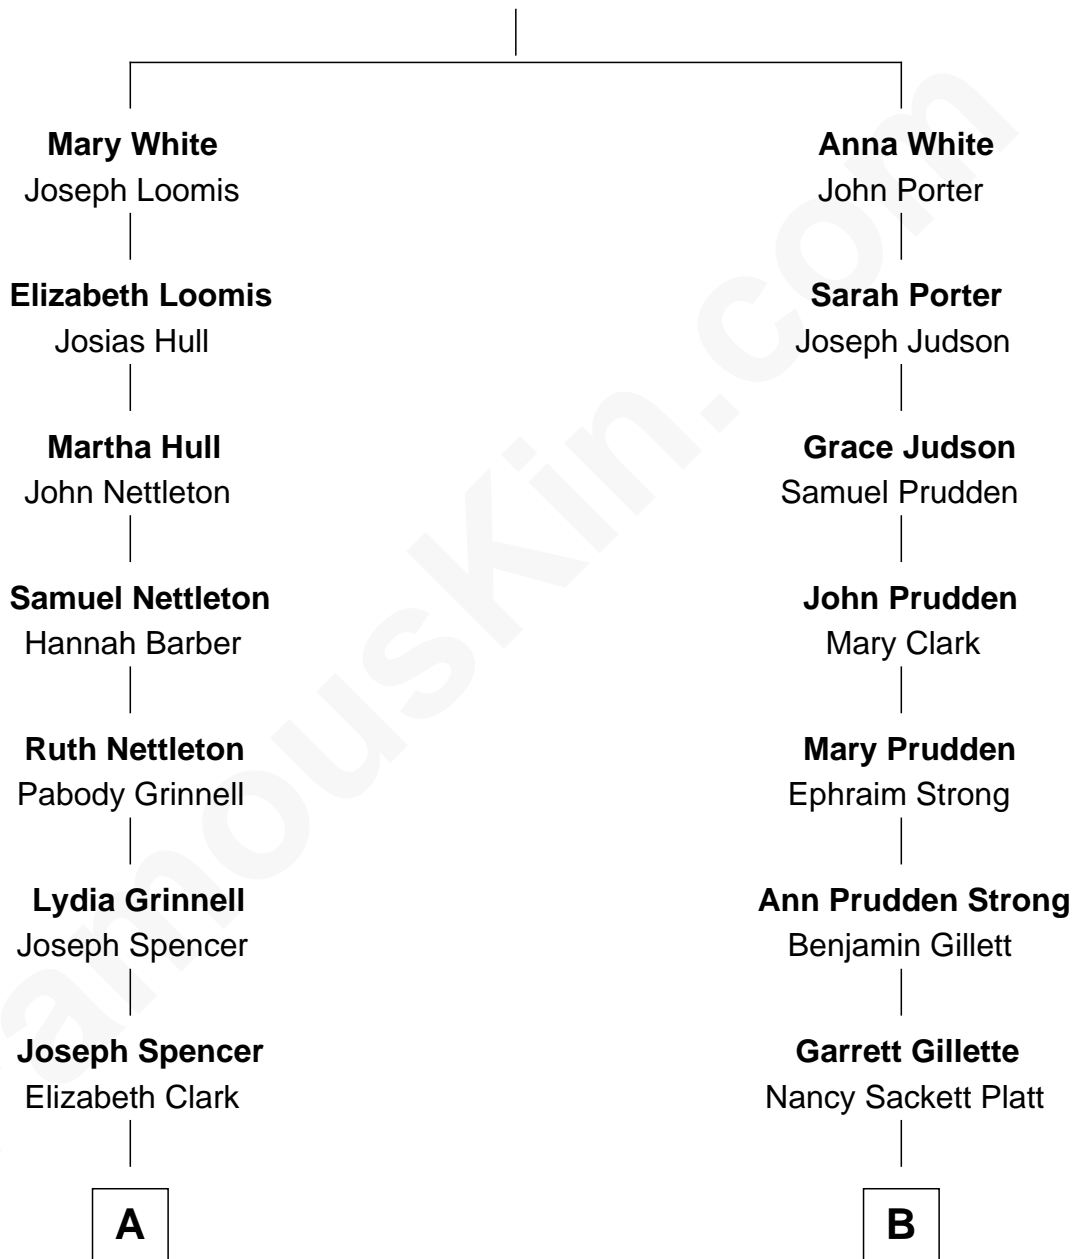 Mary White
Joseph Loomis
Elizabeth Loomis
Josias Hull
Martha Hull
John Nettleton
Samuel Nettleton
Hannah Barber
Ruth Nettleton
Pabody Grinnell
Lydia Grinnell
Joseph Spencer
Joseph Spencer
Elizabeth Clark
A
Anna White
John Porter
Sarah Porter
Joseph Judson
Grace Judson
Samuel Prudden
John Prudden
Mary Clark
Mary Prudden
Ephraim Strong
Ann Prudden Strong
Benjamin Gillett
Garrett Gillette
Nancy Sackett Platt
B
amouskin.com